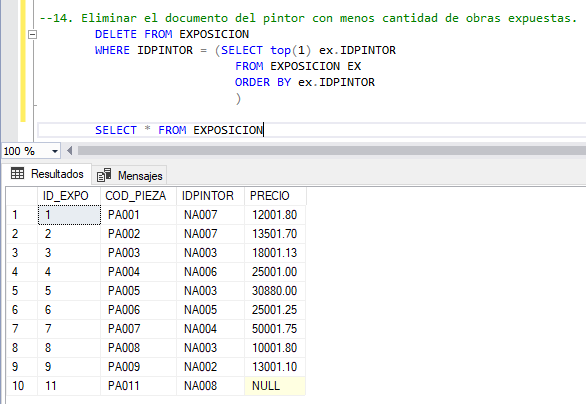 --14. Eliminar el documento del pintor con menos cantidad de obras expuestas.
DELETE FROM EXPOSICION
WHERE IDPINTOR = (SELECT top(1) ex.IDPINTOR
FROM EXPOSICION EX
ORDER BY ex.IDPINTOR
)
SELECT * FROM EXPOSICION
100 %
Resultados Mensajes
ID_EXPO COD_PIEZA IDPINTOR PRECIO
1 1 PA001 NA007 12001.80
2 2 PA002 NA007 13501.70
3 3 PA003 NA003 18001.13
4 4 PA004 NA006 25001.00
5 5 PA005 NA003 30880.00
6 6 PA006 NA005 25001.25
7 7 PA007 NA004 50001.75
8 8 PA008 NA003 10001.80
9 9 PA009 NA002 13001.10
10 11 PA011 NA008 NULL